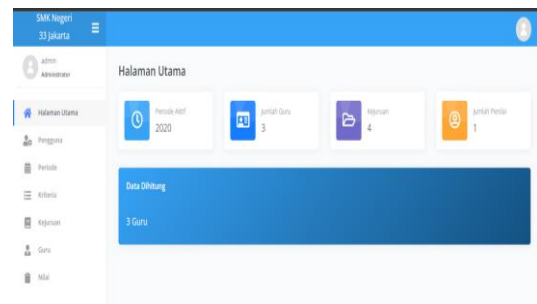 SMK Negeri
33 Jakarta
admin
Administrator
Halaman Utama
Pengguna
Periode
Kriteria
Kejuruan
Guru
Nilai
Halaman Utama
Periode Aktif
2020
Jumlah Guru
3
Kejuruan
4
Jumlah Penilai
1
Data Dihitung
3 Guru